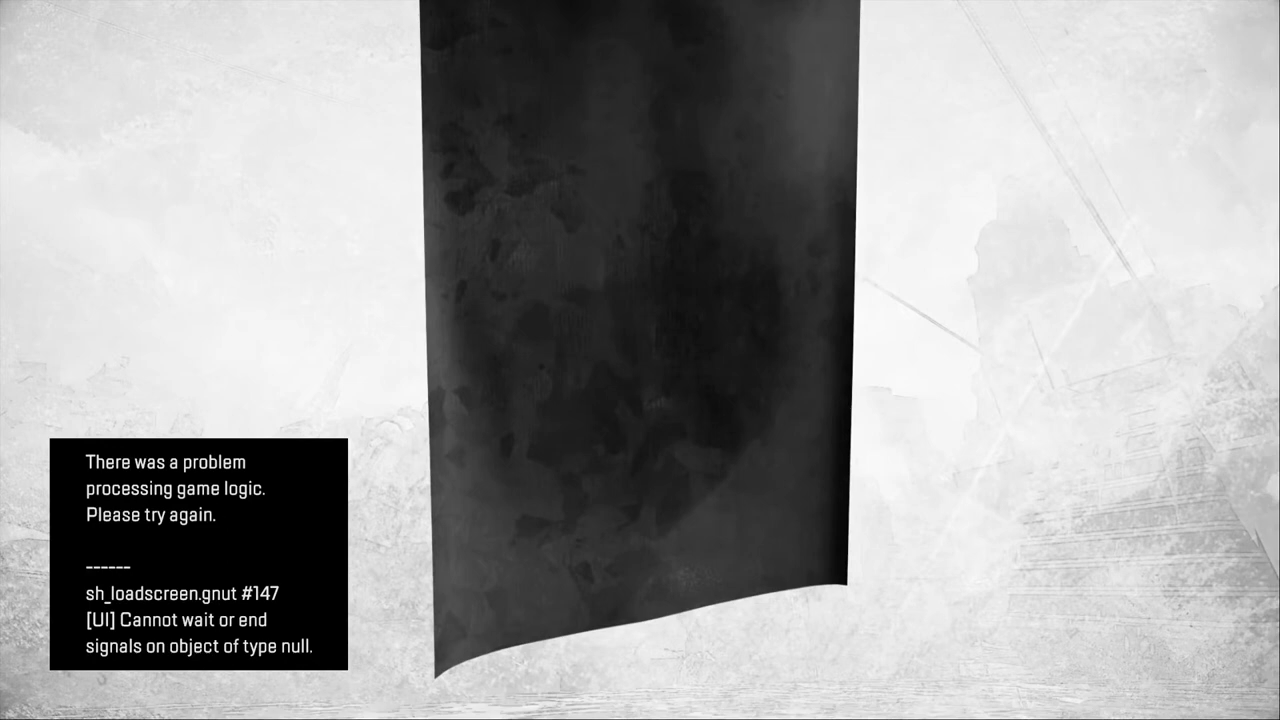 There was a problem
processing game logic.
Please try again.
------
sh_loadscreen.gnut #147
[UI] Cannot wait or end
signals on object of type null.